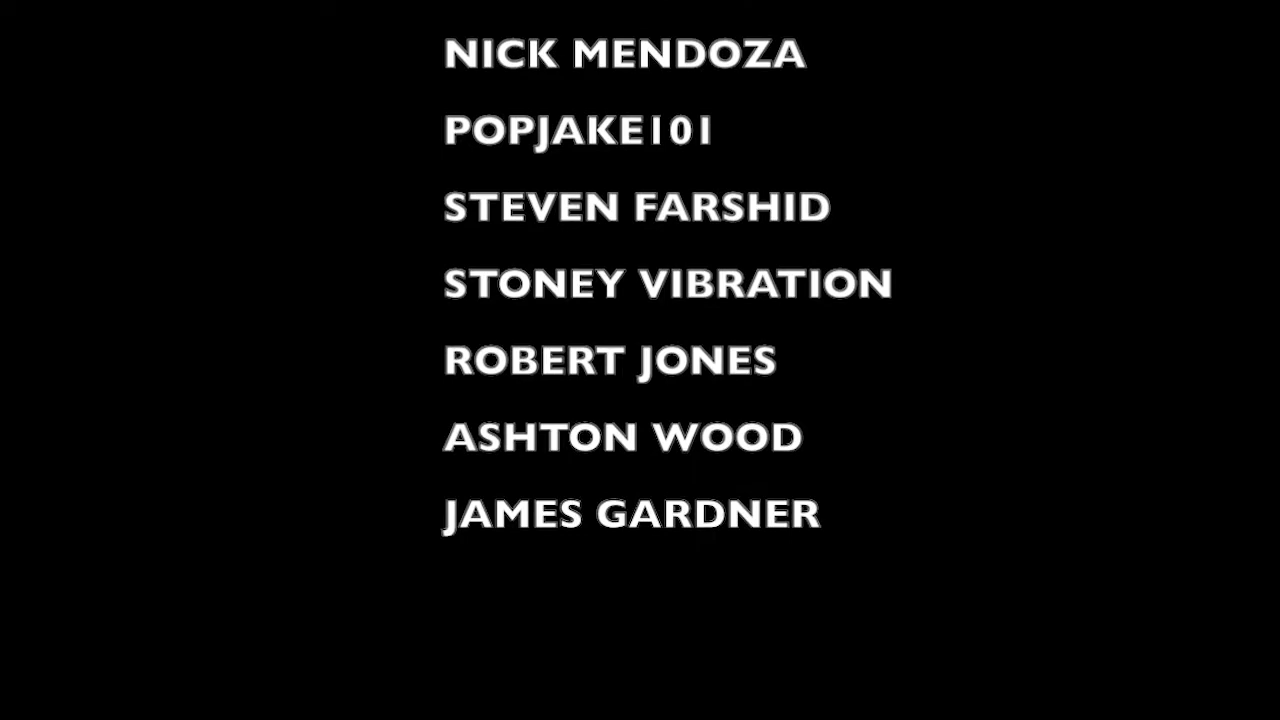 NICK MENDOZA
POPJAKE101
STEVEN FARSHID
STONEY VIBRATION
ROBERT JONES
ASHTON WOOD
JAMES GARDNER